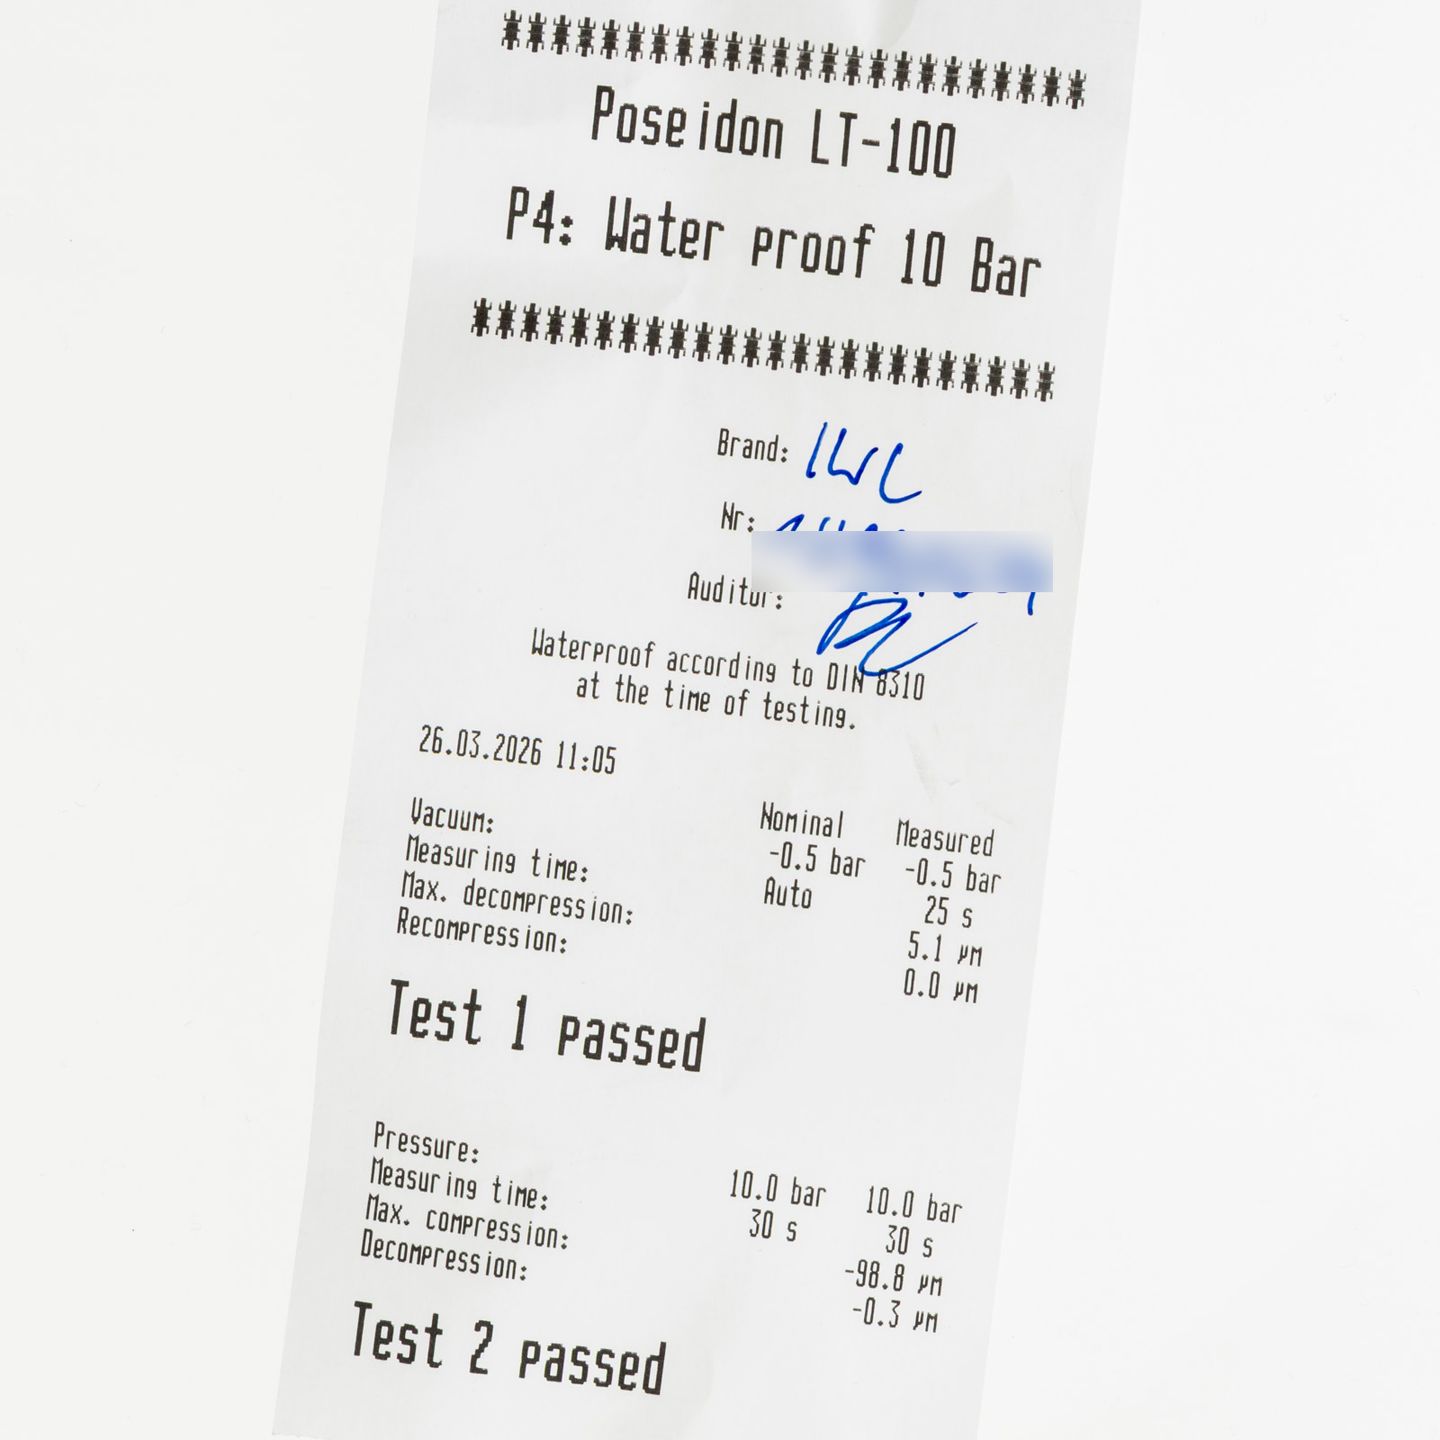 Poseidon LT-100
P4: Water proof 10 Bar
Brand: IWC
Nr:
Auditor:
Waterproof according to DIN 8310
at the time of testing.
26.03.2026 11:05
Nominal Measured
Vacuum: -0.5 bar -0.5 bar
Measuring time: Auto 25 s
Max. decompression: 5.1 µm
Recompression: 0.0 µm
Test 1 passed
Pressure: 10.0 bar 10.0 bar
Measuring time: 30 s 30 s
Max. compression: -98.8 µm
Decompression: -0.3 µm
Test 2 passed